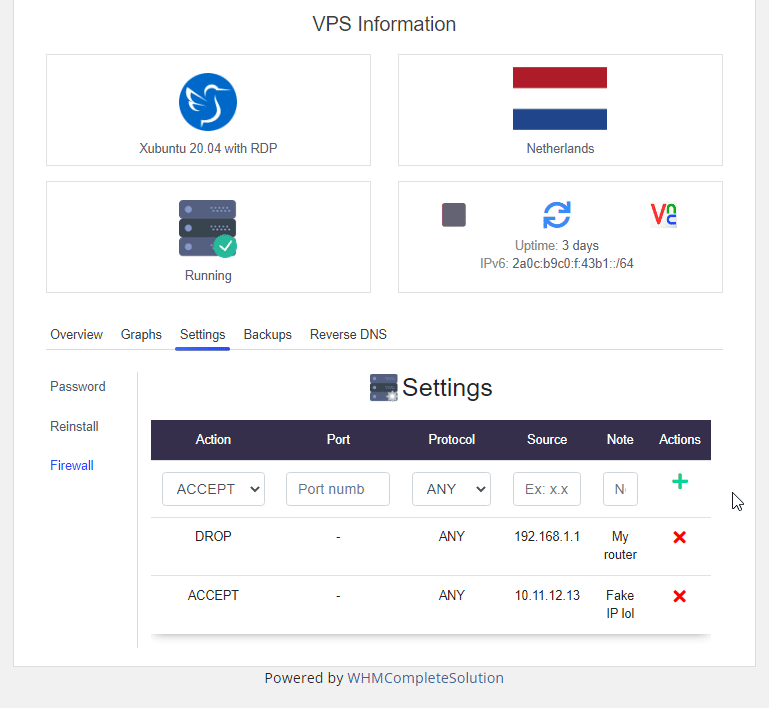 VPS Information
Xubuntu 20.04 with RDP
Netherlands
Running
Vnc
Uptime: 3 days
IPv6: 2a0c:b9c0:f:43b1::/64
Overview Graphs Settings Backups Reverse DNS
Password
Reinstall
Firewall
Settings
Action Port Protocol Source Note Actions
ACCEPT Port numb ANY Ex: x.x No
DROP - ANY 192.168.1.1 My
router
ACCEPT - ANY 10.11.12.13 Fake
IP lol
Powered by WHMCompleteSolution